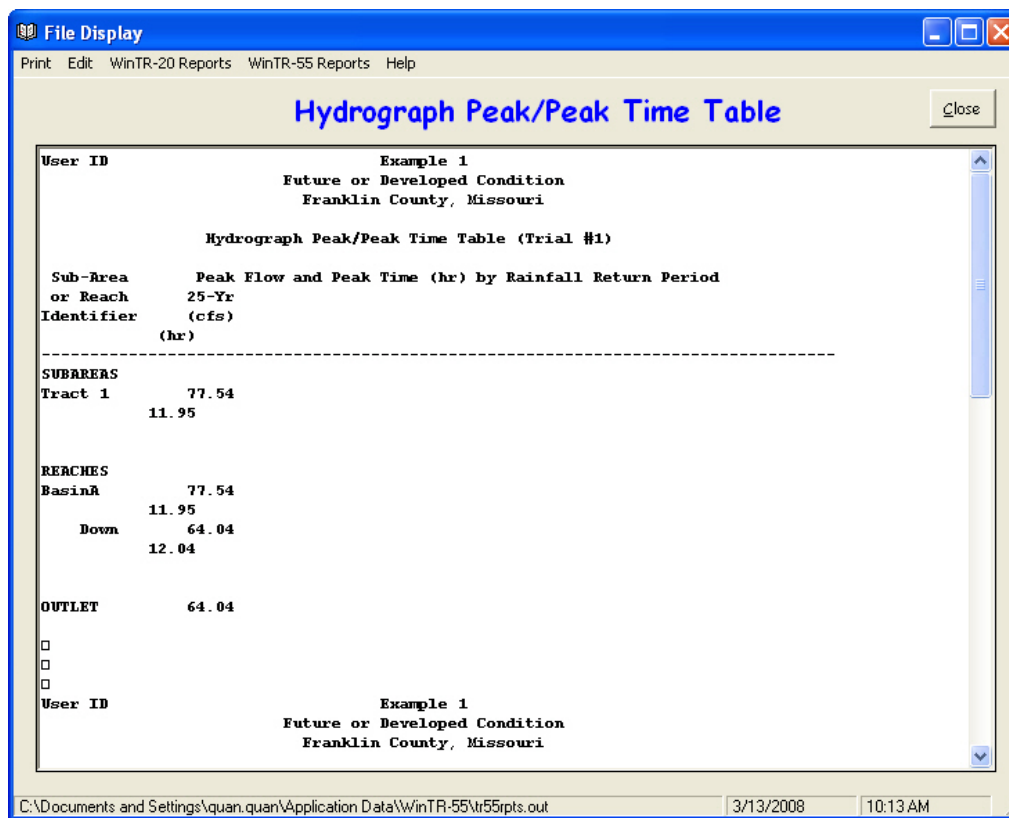 File Display
Print Edit WinTR-20 Reports WinTR-55 Reports Help
Hydrograph Peak/Peak Time Table
Close
User ID Example 1
Future or Developed Condition
Franklin County, Missouri
Hydrograph Peak/Peak Time Table (Trial #1)
Sub-Area Peak Flow and Peak Time (hr) by Rainfall Return Period
or Reach 25-Yr
Identifier (cfs)
(hr)
----------------------------------------------------------------------------------
SUBAREAS
Tract 1 77.54
11.95
REACHES
BasinA 77.54
11.95
Down 64.04
12.04
OUTLET 64.04
User ID Example 1
Future or Developed Condition
Franklin County, Missouri
C:\Documents and Settings\quan.quan\Application Data\WinTR-55\tr55rpts.out 3/13/2008 10:13 AM